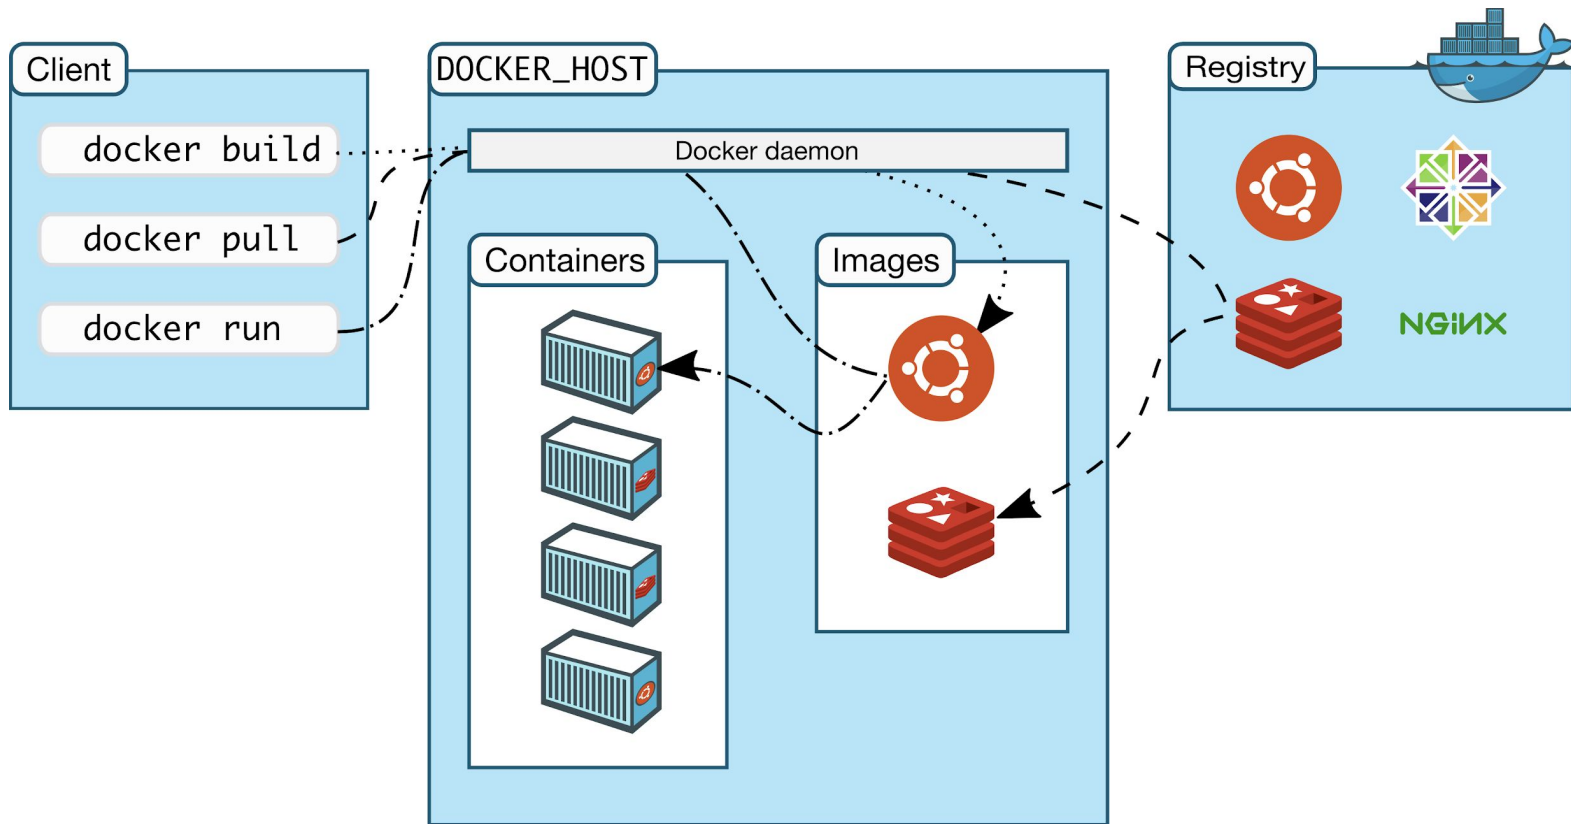 Client
docker build
docker pull
docker run
DOCKER_HOST
Docker daemon
Containers
Images
Registry
NGiNX